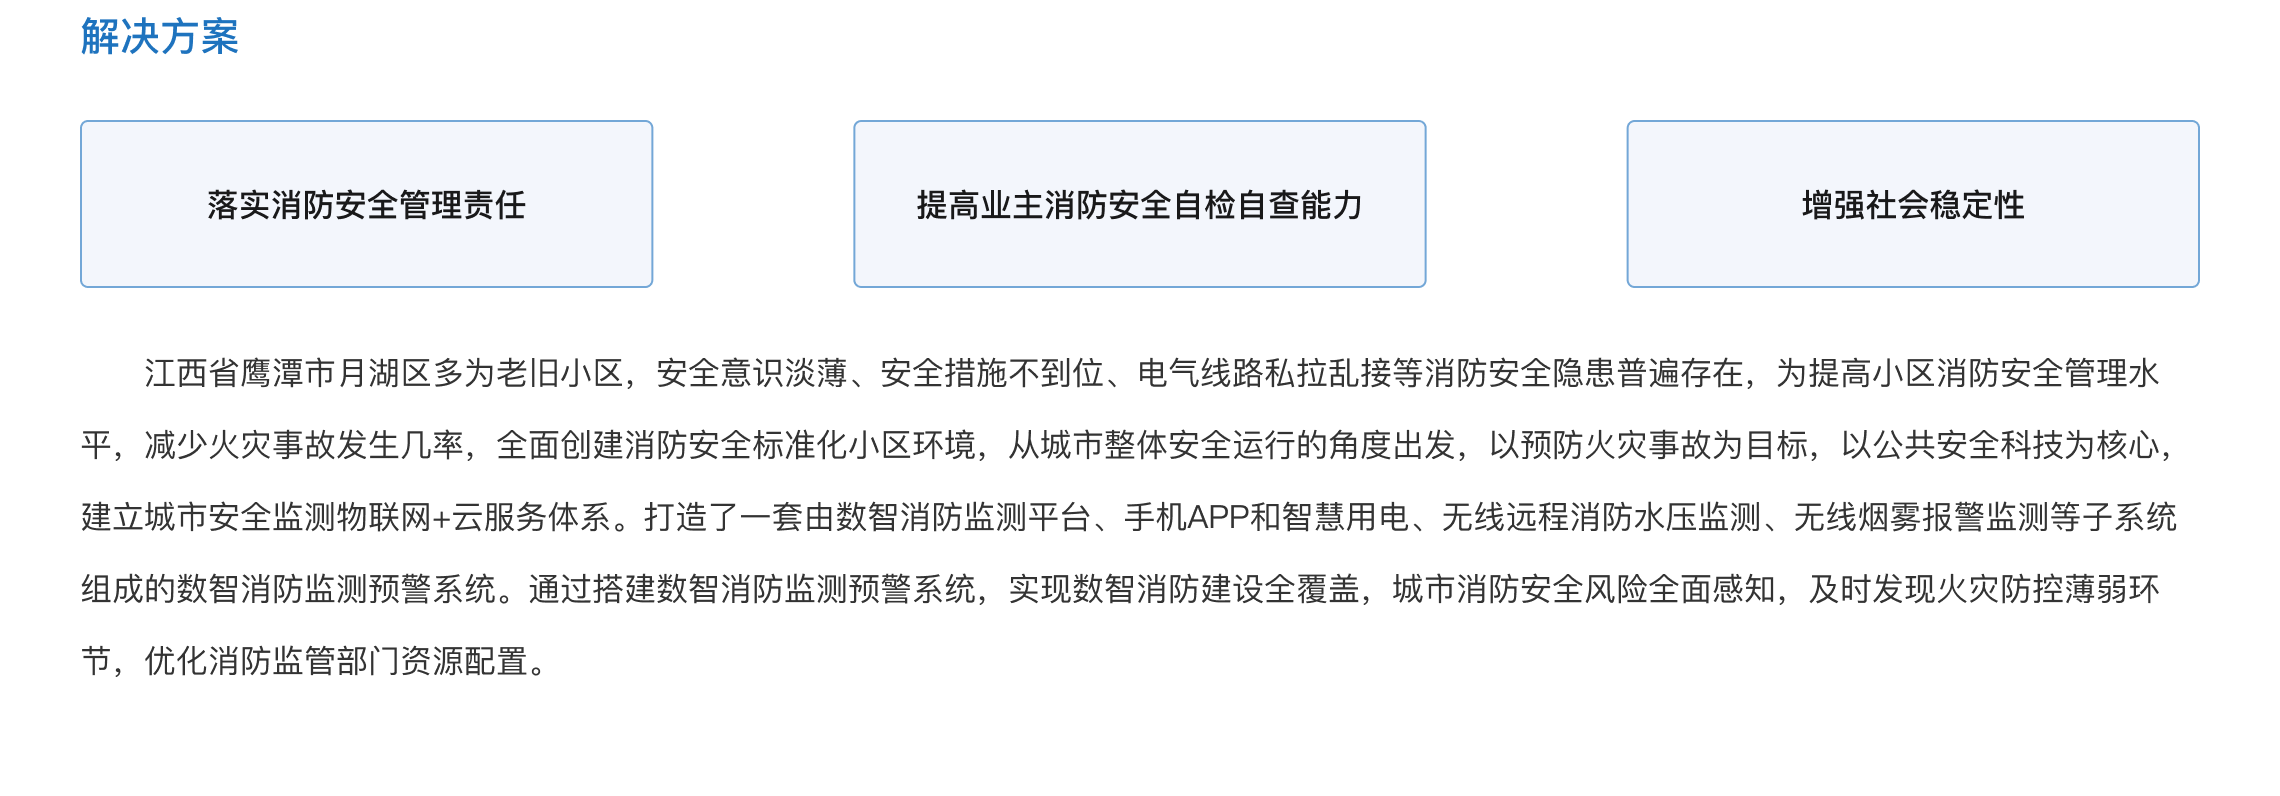 解决方案
落实消防安全管理责任
提高业主消防安全自检自查能力
增强社会稳定性
江西省鹰潭市月湖区多为老旧小区，安全意识淡薄、安全措施不到位、电气线路私拉乱接等消防安全隐患普遍存在，为提高小区消防安全管理水
平，减少火灾事故发生几率，全面创建消防安全标准化小区环境，从城市整体安全运行的角度出发，以预防火灾事故为目标，以公共安全科技为核心，
建立城市安全监测物联网+云服务体系。打造了一套由数智消防监测平台、手机APP和智慧用电、无线远程消防水压监测、无线烟雾报警监测等子系统
组成的数智消防监测预警系统。通过搭建数智消防监测预警系统，实现数智消防建设全覆盖，城市消防安全风险全面感知，及时发现火灾防控薄弱环
节，优化消防监管部门资源配置。